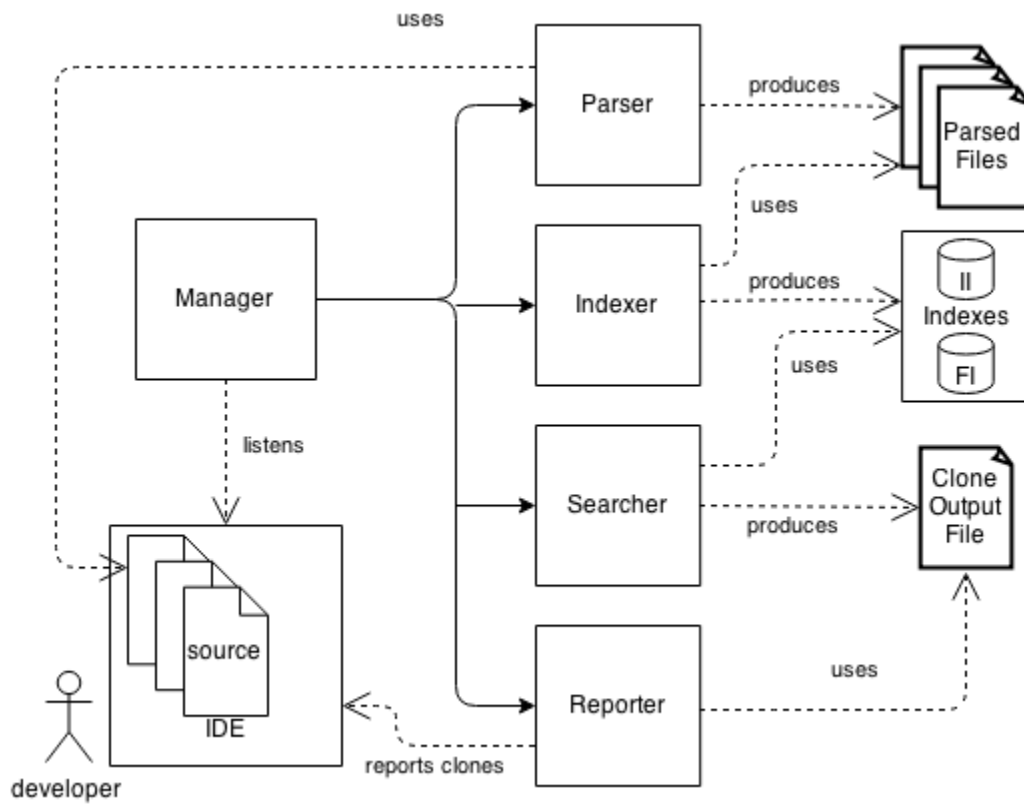 uses
Parser
produces
Parsed
Files
uses
Manager
Indexer
produces
II
Indexes
FI
uses
listens
Searcher
produces
Clone
Output
File
source
IDE
Reporter
uses
reports clones
developer